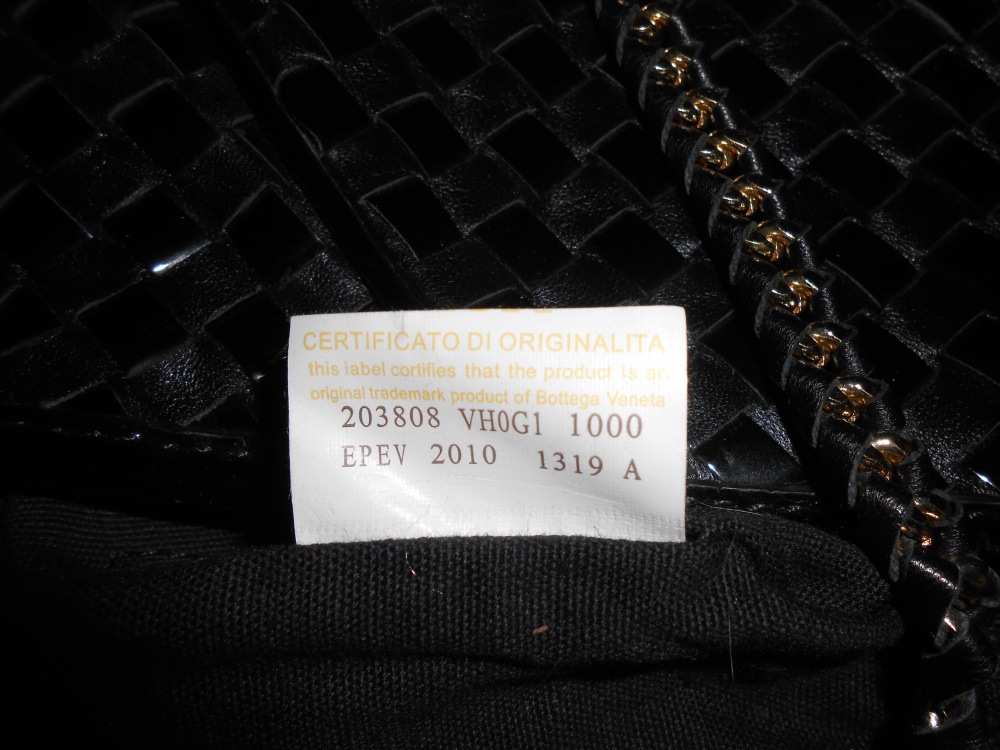 CERTIFICATO DI ORIGINALITA
this iabel certifies that the product is an
original trademark product of Bottega Veneta
203808 VH0G1 1000
EPEV 2010 1319 A